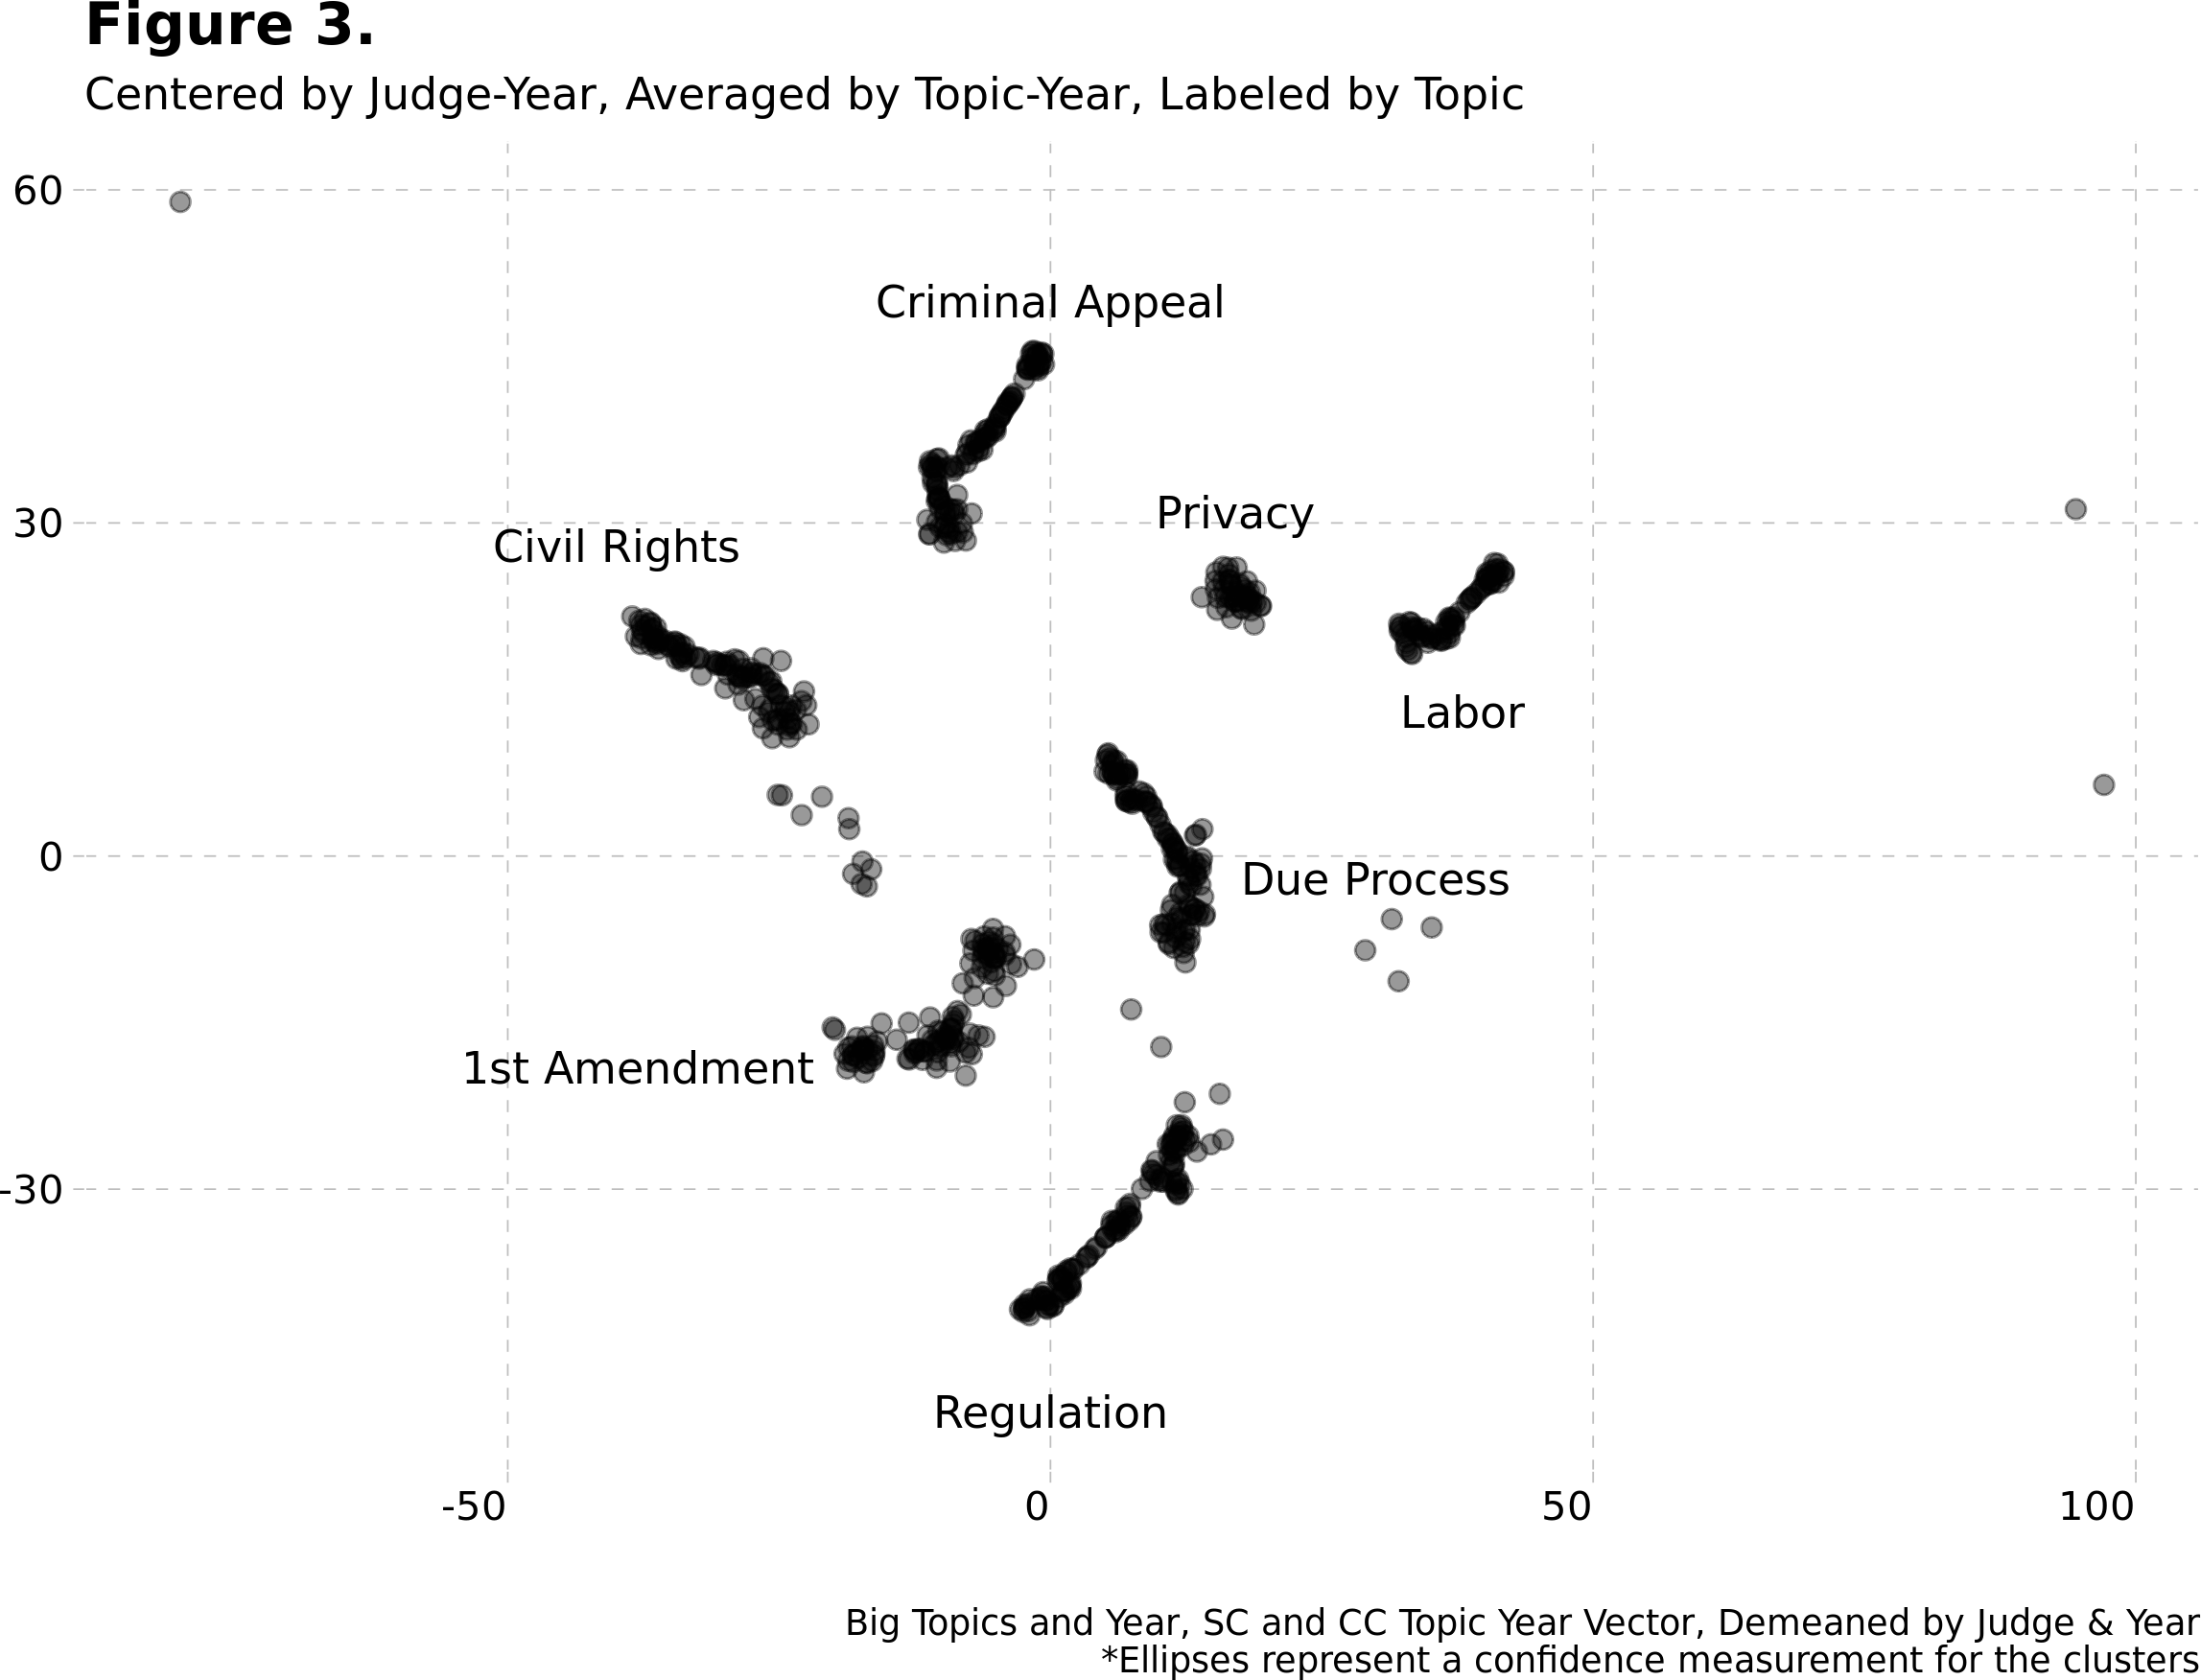 Figure 3.
Centered by Judge-Year, Averaged by Topic-Year, Labeled by Topic
60
Criminal Appeal
30
Privacy
Civil Rights
Labor
0
Due Process
1st Amendment
-30
Regulation
-50 0 50 100
Big Topics and Year, SC and CC Topic Year Vector, Demeaned by Judge & Year
*Ellipses represent a confidence measurement for the clusters